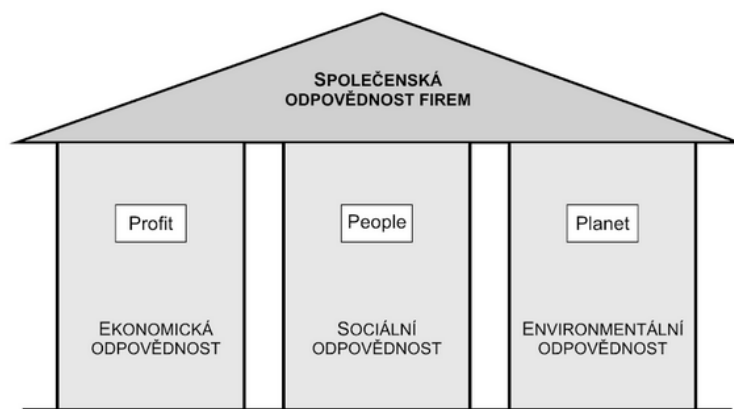 SPOLEČENSKÁ
ODPOVĚDNOST FIREM
Profit
EKONOMICKÁ
ODPOVĚDNOST
People
SOCIÁLNÍ
ODPOVĚDNOST
Planet
ENVIRONMENTÁLNÍ
ODPOVĚDNOST